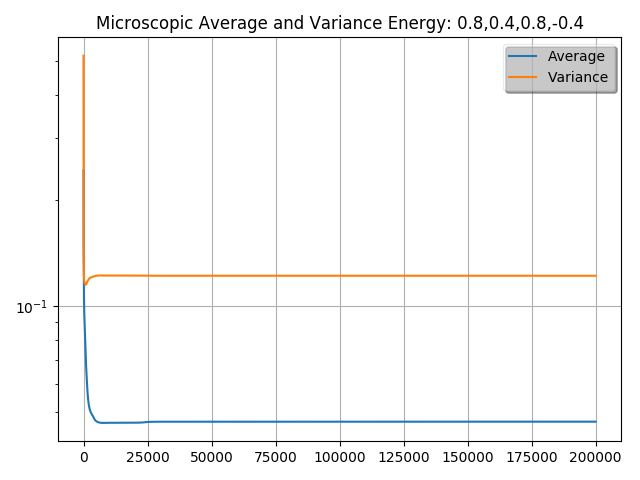 Microscopic Average and Variance Energy: 0.8,0.4,0.8,-0.4
Average
Variance
10⁻¹
0 25000 50000 75000 100000 125000 150000 175000 200000